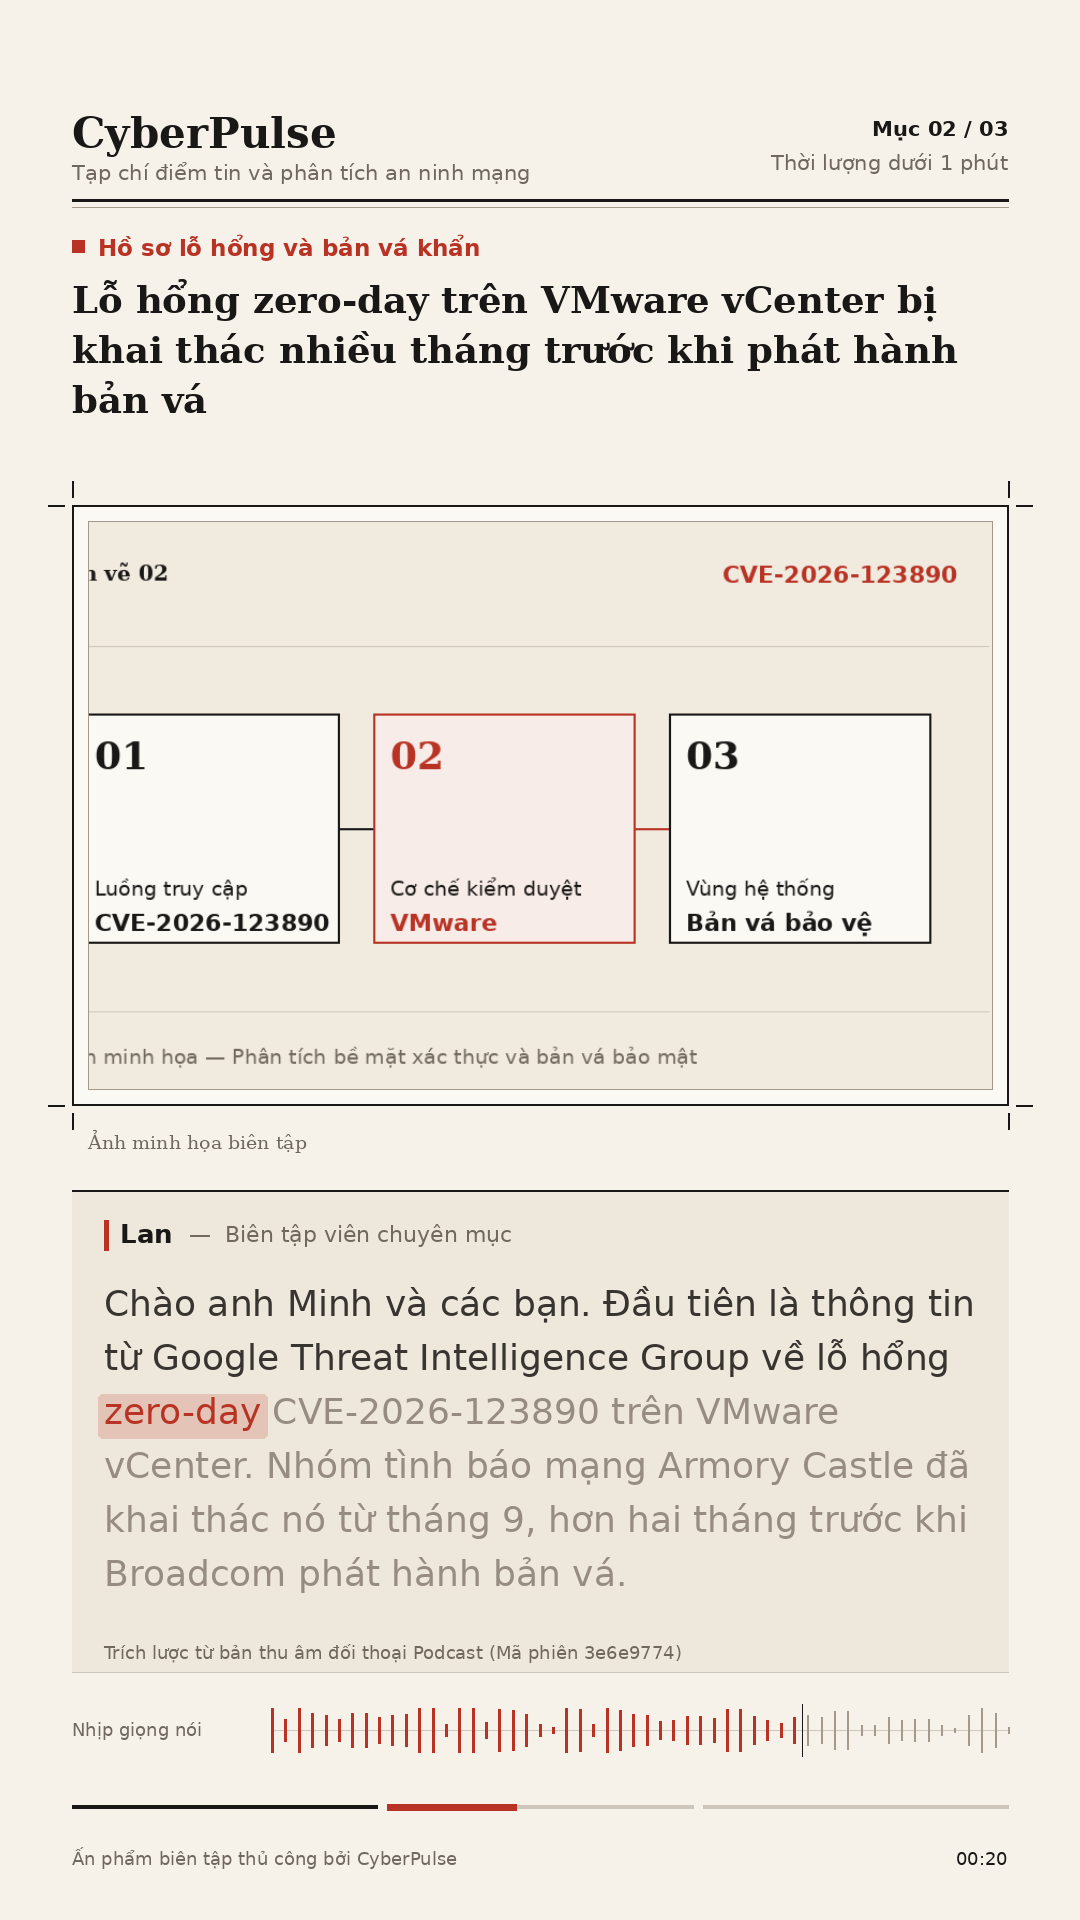 CyberPulse
Tạp chí điểm tin và phân tích an ninh mạng
Mục 02 / 03
Thời lượng dưới 1 phút
Hồ sơ lỗ hổng và bản vá khẩn
Lỗ hổng zero-day trên VMware vCenter bị
khai thác nhiều tháng trước khi phát hành
bản vá
vẽ 02
CVE-2026-123890
01
Luồng truy cập
CVE-2026-123890
02
Cơ chế kiểm duyệt
VMware
03
Vùng hệ thống
Bản vá bảo vệ
minh họa — Phân tích bề mặt xác thực và bản vá bảo mật
Ảnh minh họa biên tập
Lan — Biên tập viên chuyên mục
Chào anh Minh và các bạn. Đầu tiên là thông tin
từ Google Threat Intelligence Group về lỗ hổng
zero-day CVE-2026-123890 trên VMware
vCenter. Nhóm tình báo mạng Armory Castle đã
khai thác nó từ tháng 9, hơn hai tháng trước khi
Broadcom phát hành bản vá.
Trích lược từ bản thu âm đối thoại Podcast (Mã phiên 3e6e9774)
Nhịp giọng nói
Ấn phẩm biên tập thủ công bởi CyberPulse
00:20